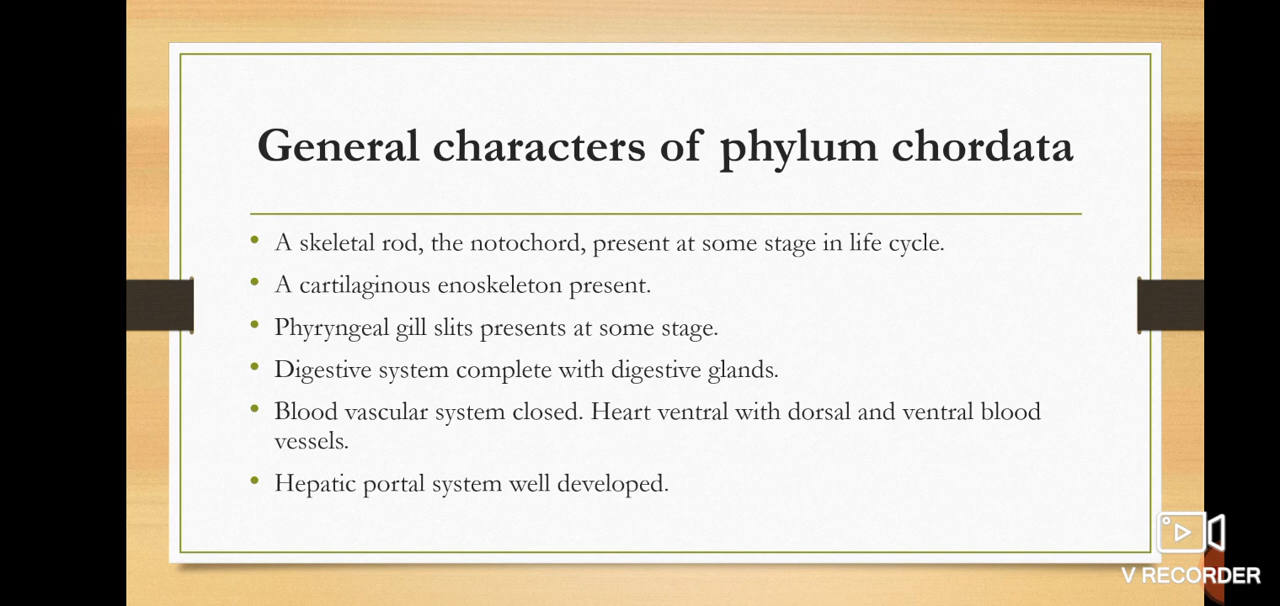 General characters of phylum chordata
• A skeletal rod, the notochord, present at some stage in life cycle.
• A cartilaginous enoskeleton present.
• Phyryngeal gill slits presents at some stage.
• Digestive system complete with digestive glands.
• Blood vascular system closed. Heart ventral with dorsal and ventral blood
vessels.
• Hepatic portal system well developed.
V RECORDER